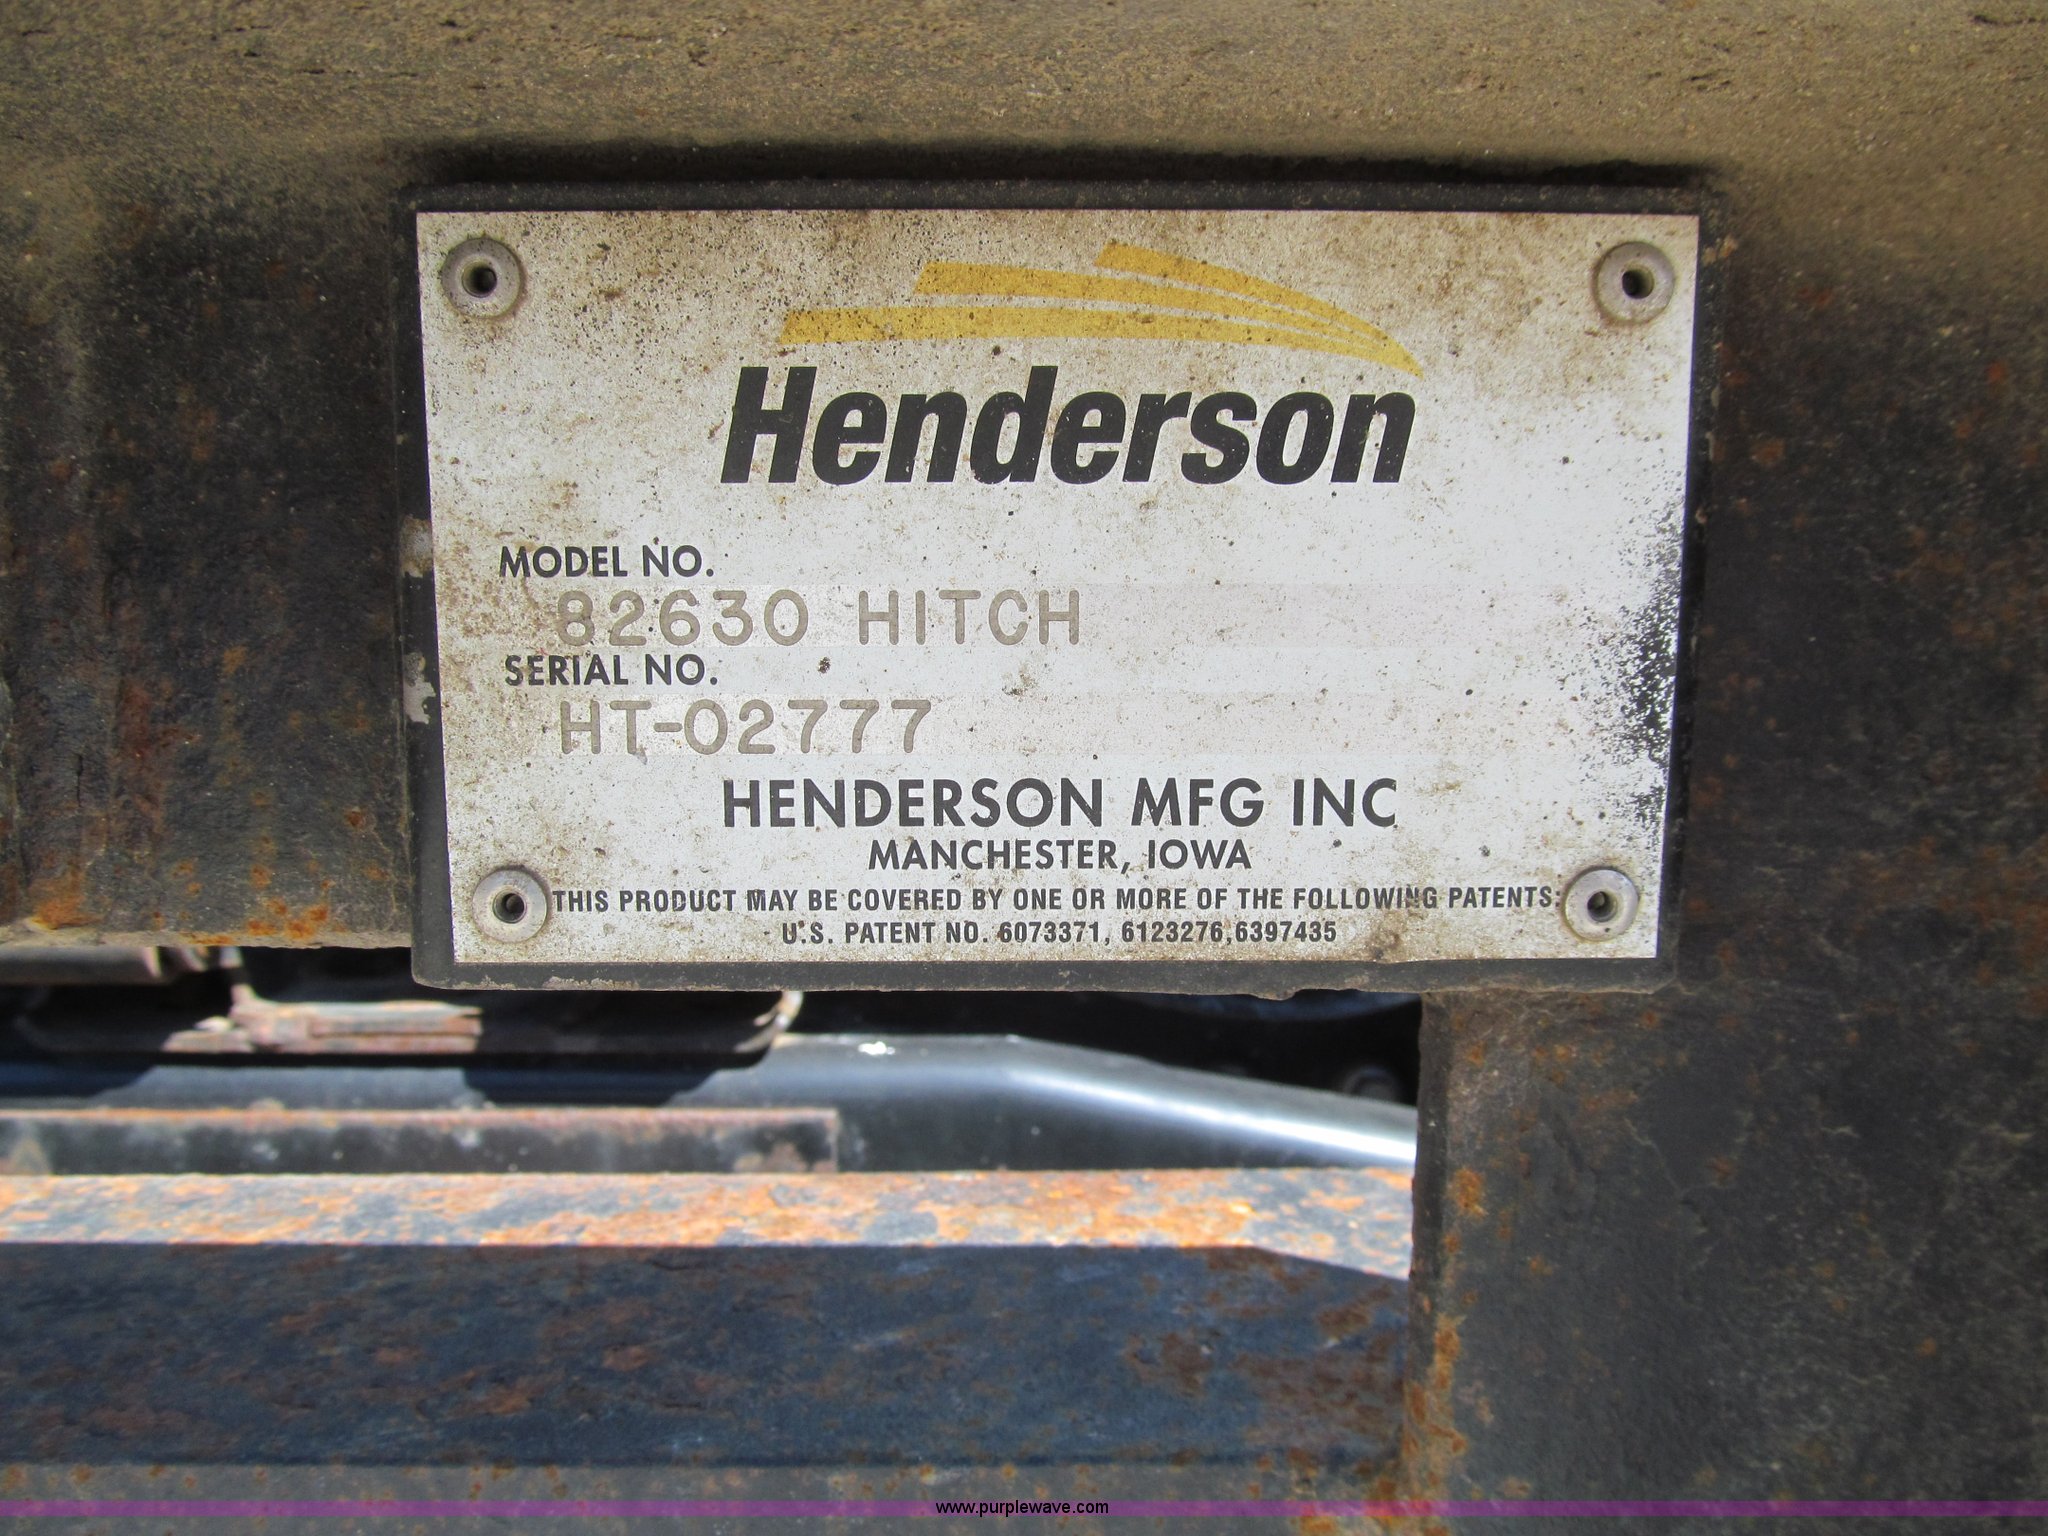 Henderson
MODEL NO.
82630 HITCH
SERIAL NO.
HT-02777
HENDERSON MFG INC
MANCHESTER, IOWA
THIS PRODUCT MAY BE COVERED BY ONE OR MORE OF THE FOLLOWING PATENTS:
U.S. PATENT NO. 6073371, 6123276,6397435
www.purplewave.com